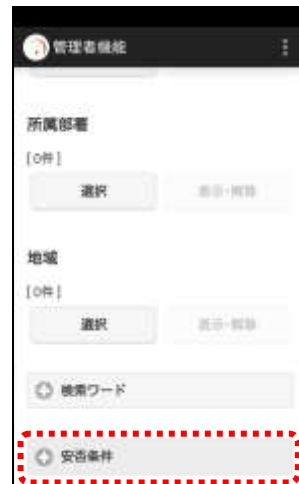 管理者機能
所属部署
[0件]
選択 表示・解除
地域
[0件]
選択 表示・解除
検索ワード
安否条件